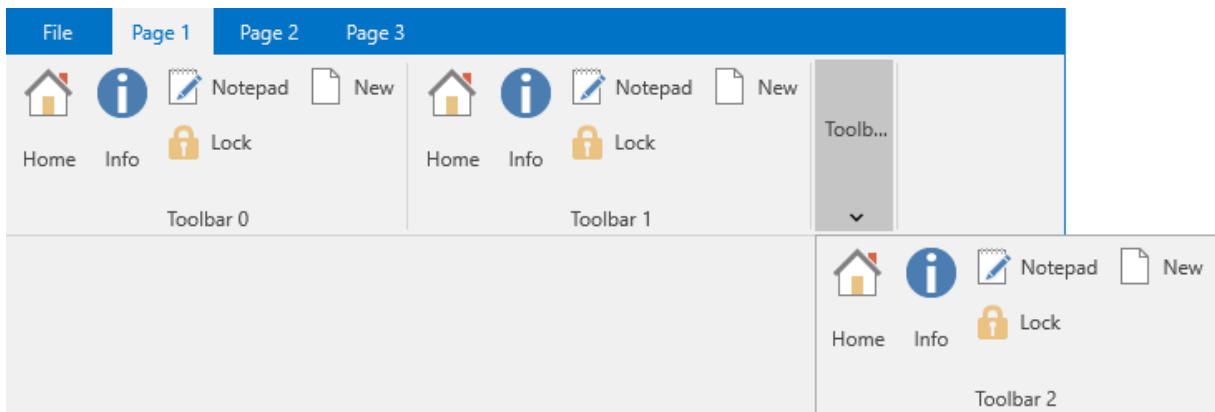 File Page 1 Page 2 Page 3
Notepad New Notepad New
Toolb...
Lock Lock
Home Info Home Info
Toolbar 0 Toolbar 1
Notepad New
Lock
Home Info
Toolbar 2